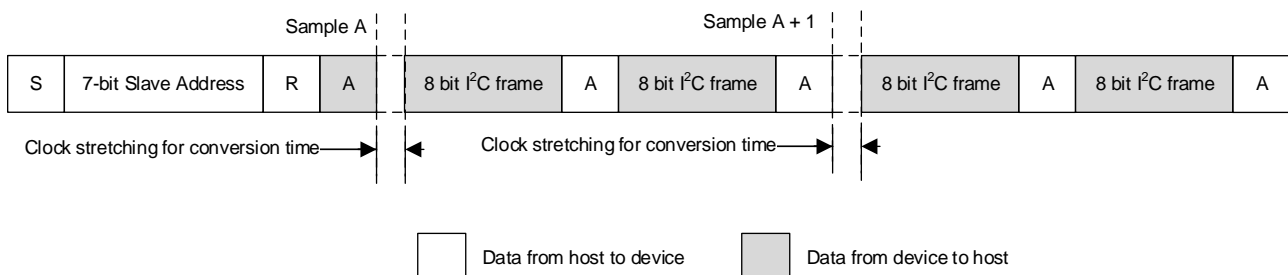 Sample A
Sample A + 1
S 7-bit Slave Address R A 8 bit I²C frame A 8 bit I²C frame A 8 bit I²C frame A 8 bit I²C frame A
Clock stretching for conversion time Clock stretching for conversion time
Data from host to device Data from device to host